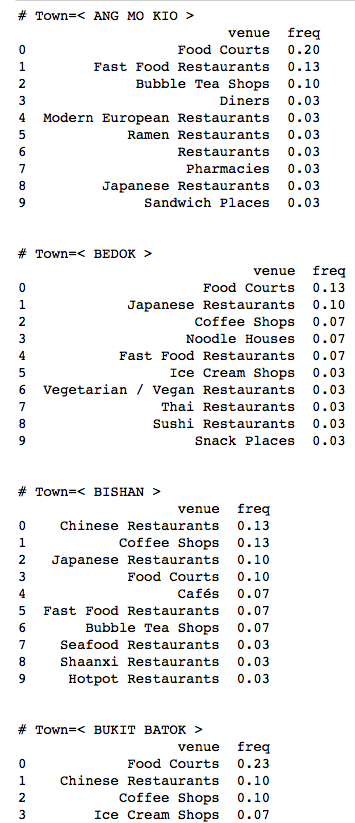 # Town=< ANG MO KIO >
venue freq
0 Food Courts 0.20
1 Fast Food Restaurants 0.13
2 Bubble Tea Shops 0.10
3 Diners 0.03
4 Modern European Restaurants 0.03
5 Ramen Restaurants 0.03
6 Restaurants 0.03
7 Pharmacies 0.03
8 Japanese Restaurants 0.03
9 Sandwich Places 0.03
# Town=< BEDOK >
venue freq
0 Food Courts 0.13
1 Japanese Restaurants 0.10
2 Coffee Shops 0.07
3 Noodle Houses 0.07
4 Fast Food Restaurants 0.07
5 Ice Cream Shops 0.03
6 Vegetarian / Vegan Restaurants 0.03
7 Thai Restaurants 0.03
8 Sushi Restaurants 0.03
9 Snack Places 0.03
# Town=< BISHAN >
venue freq
0 Chinese Restaurants 0.13
1 Coffee Shops 0.13
2 Japanese Restaurants 0.10
3 Food Courts 0.10
4 Cafés 0.07
5 Fast Food Restaurants 0.07
6 Bubble Tea Shops 0.07
7 Seafood Restaurants 0.03
8 Shaanxi Restaurants 0.03
9 Hotpot Restaurants 0.03
# Town=< BUKIT BATOK >
venue freq
0 Food Courts 0.23
1 Chinese Restaurants 0.10
2 Coffee Shops 0.10
3 Ice Cream Shops 0.07